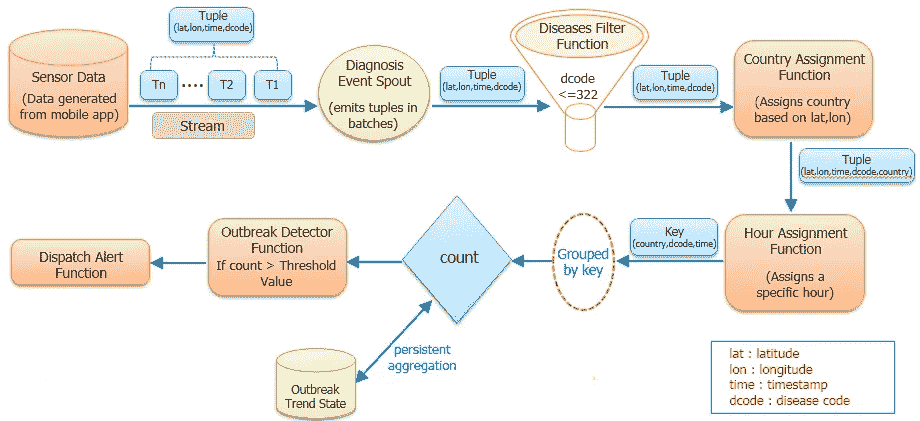 Sensor Data
(Data generated
from mobile app)
Tuple
(lat,lon,time,dcode)
Tn
....
T2
T1
Stream
Diagnosis
Event Spout
(emits tuples in
batches)
Tuple
(lat,lon,time,dcode)
Diseases Filter
Function
dcode
<=322
Tuple
(lat,lon,time,dcode)
Country Assignment
Function
(Assigns country
based on lat,lon)
Tuple
(lat,lon,time,dcode,country)
Hour Assignment
Function
(Assigns a
specific hour)
Key
(country,dcode,time)
Grouped
by key
count
persistent
aggregation
Outbreak
Trend State
Outbreak Detector
Function
If count > Threshold
Value
Dispatch Alert
Function
lat : latitude
lon : longitude
time : timestamp
dcode : disease code